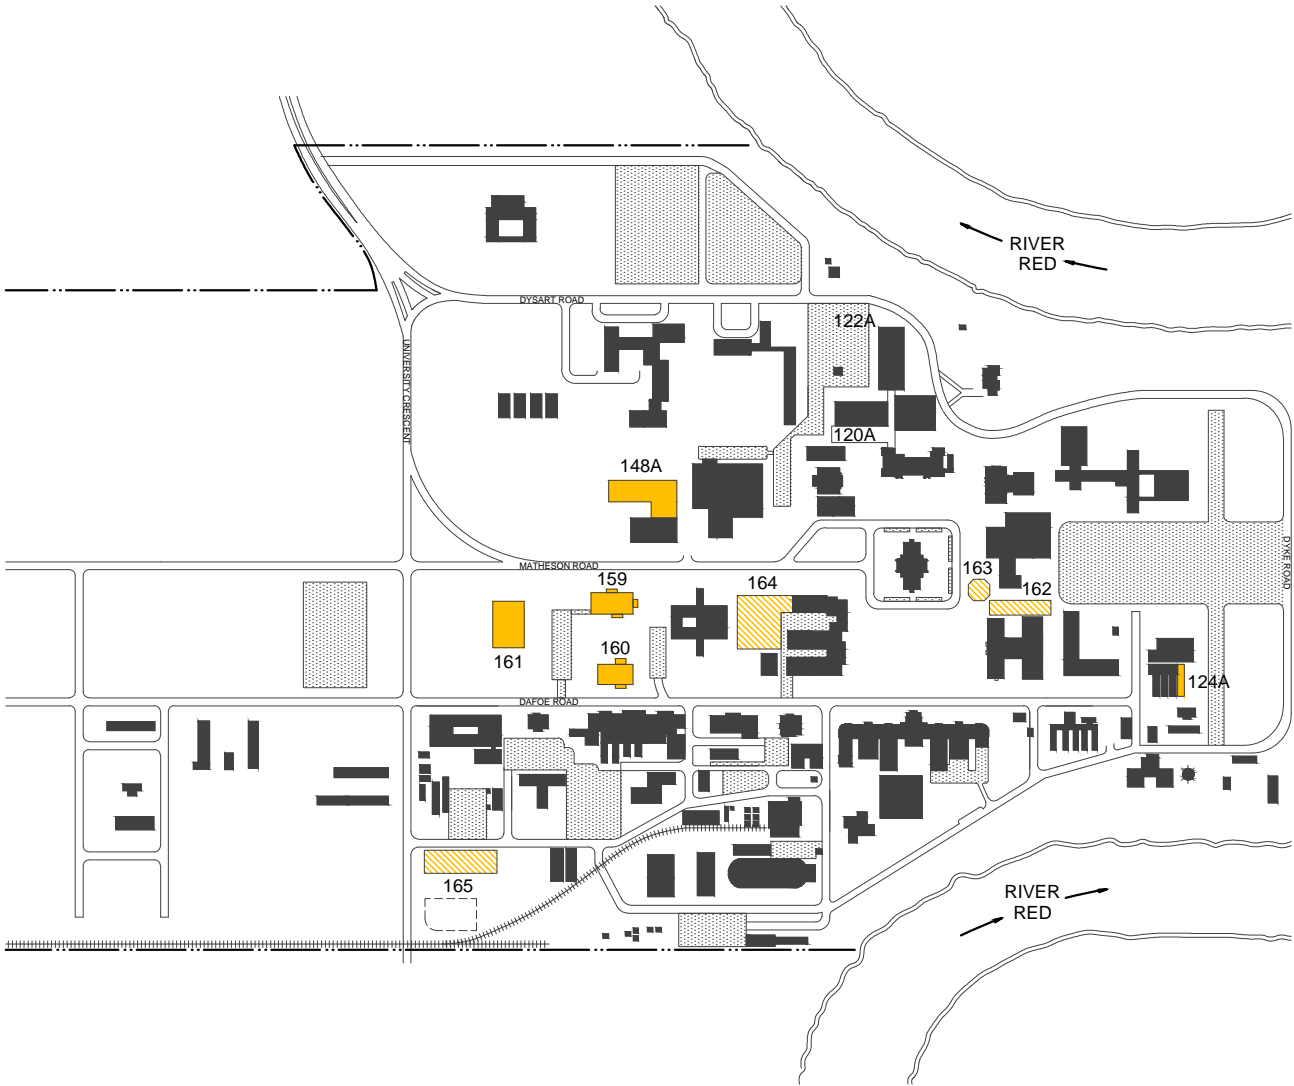 RIVER
RED
DYSART ROAD
122A
UNIVERSITY CRESCENT
120A
148A
DYKE ROAD
MATHESON ROAD
163
159
164
162
160
161
124A
DAFOE ROAD
165
RIVER
RED